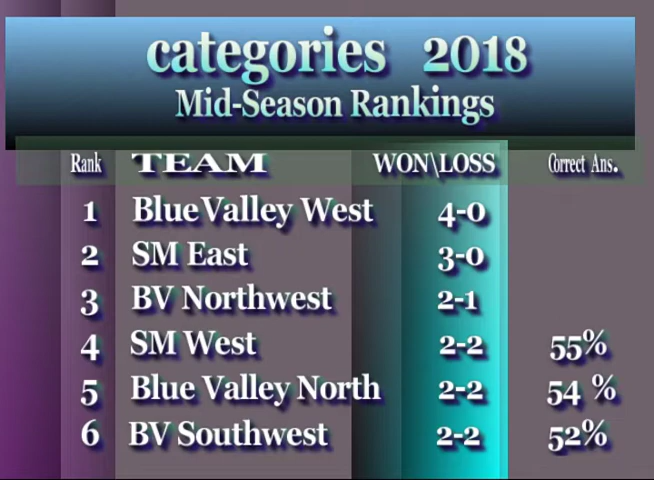 categories 2018
Mid-Season Rankings
Rank TEAM WON\LOSS Correct Ans.
1 Blue Valley West 4-0
2 SM East 3-0
3 BV Northwest 2-1
4 SM West 2-2 55%
5 Blue Valley North 2-2 54 %
6 BV Southwest 2-2 52%